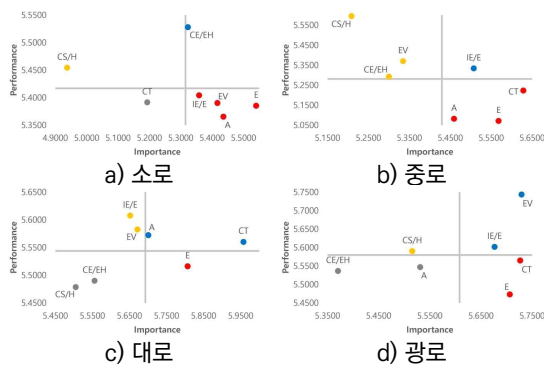 5.5500
5.4500
5.3500
4.9000 5.0000 5.1000 5.2000 5.3000 5.4000 5.5000
Performance
Importance
CS/H
CE/EH
CT
IE/E
EV
E
A
a) 소로
5.5500
5.4500
5.3500
5.2500
5.1500
5.0500
5.1500 5.2500 5.3500 5.4500 5.5500 5.6500
Performance
Importance
CS/H
EV
CE/EH
IE/E
CT
A
E
b) 중로
5.6500
5.6000
5.5500
5.5000
5.4500
5.4500 5.5500 5.6500 5.7500 5.8500 5.9500
Performance
Importance
IE/E
EV
A
CT
E
CE/EH
CS/H
c) 대로
5.7500
5.7000
5.6500
5.6000
5.5500
5.5000
5.4500
5.3500 5.4500 5.5500 5.6500 5.7500
Performance
Importance
EV
IE/E
CS/H
CE/EH
A
CT
E
d) 광로